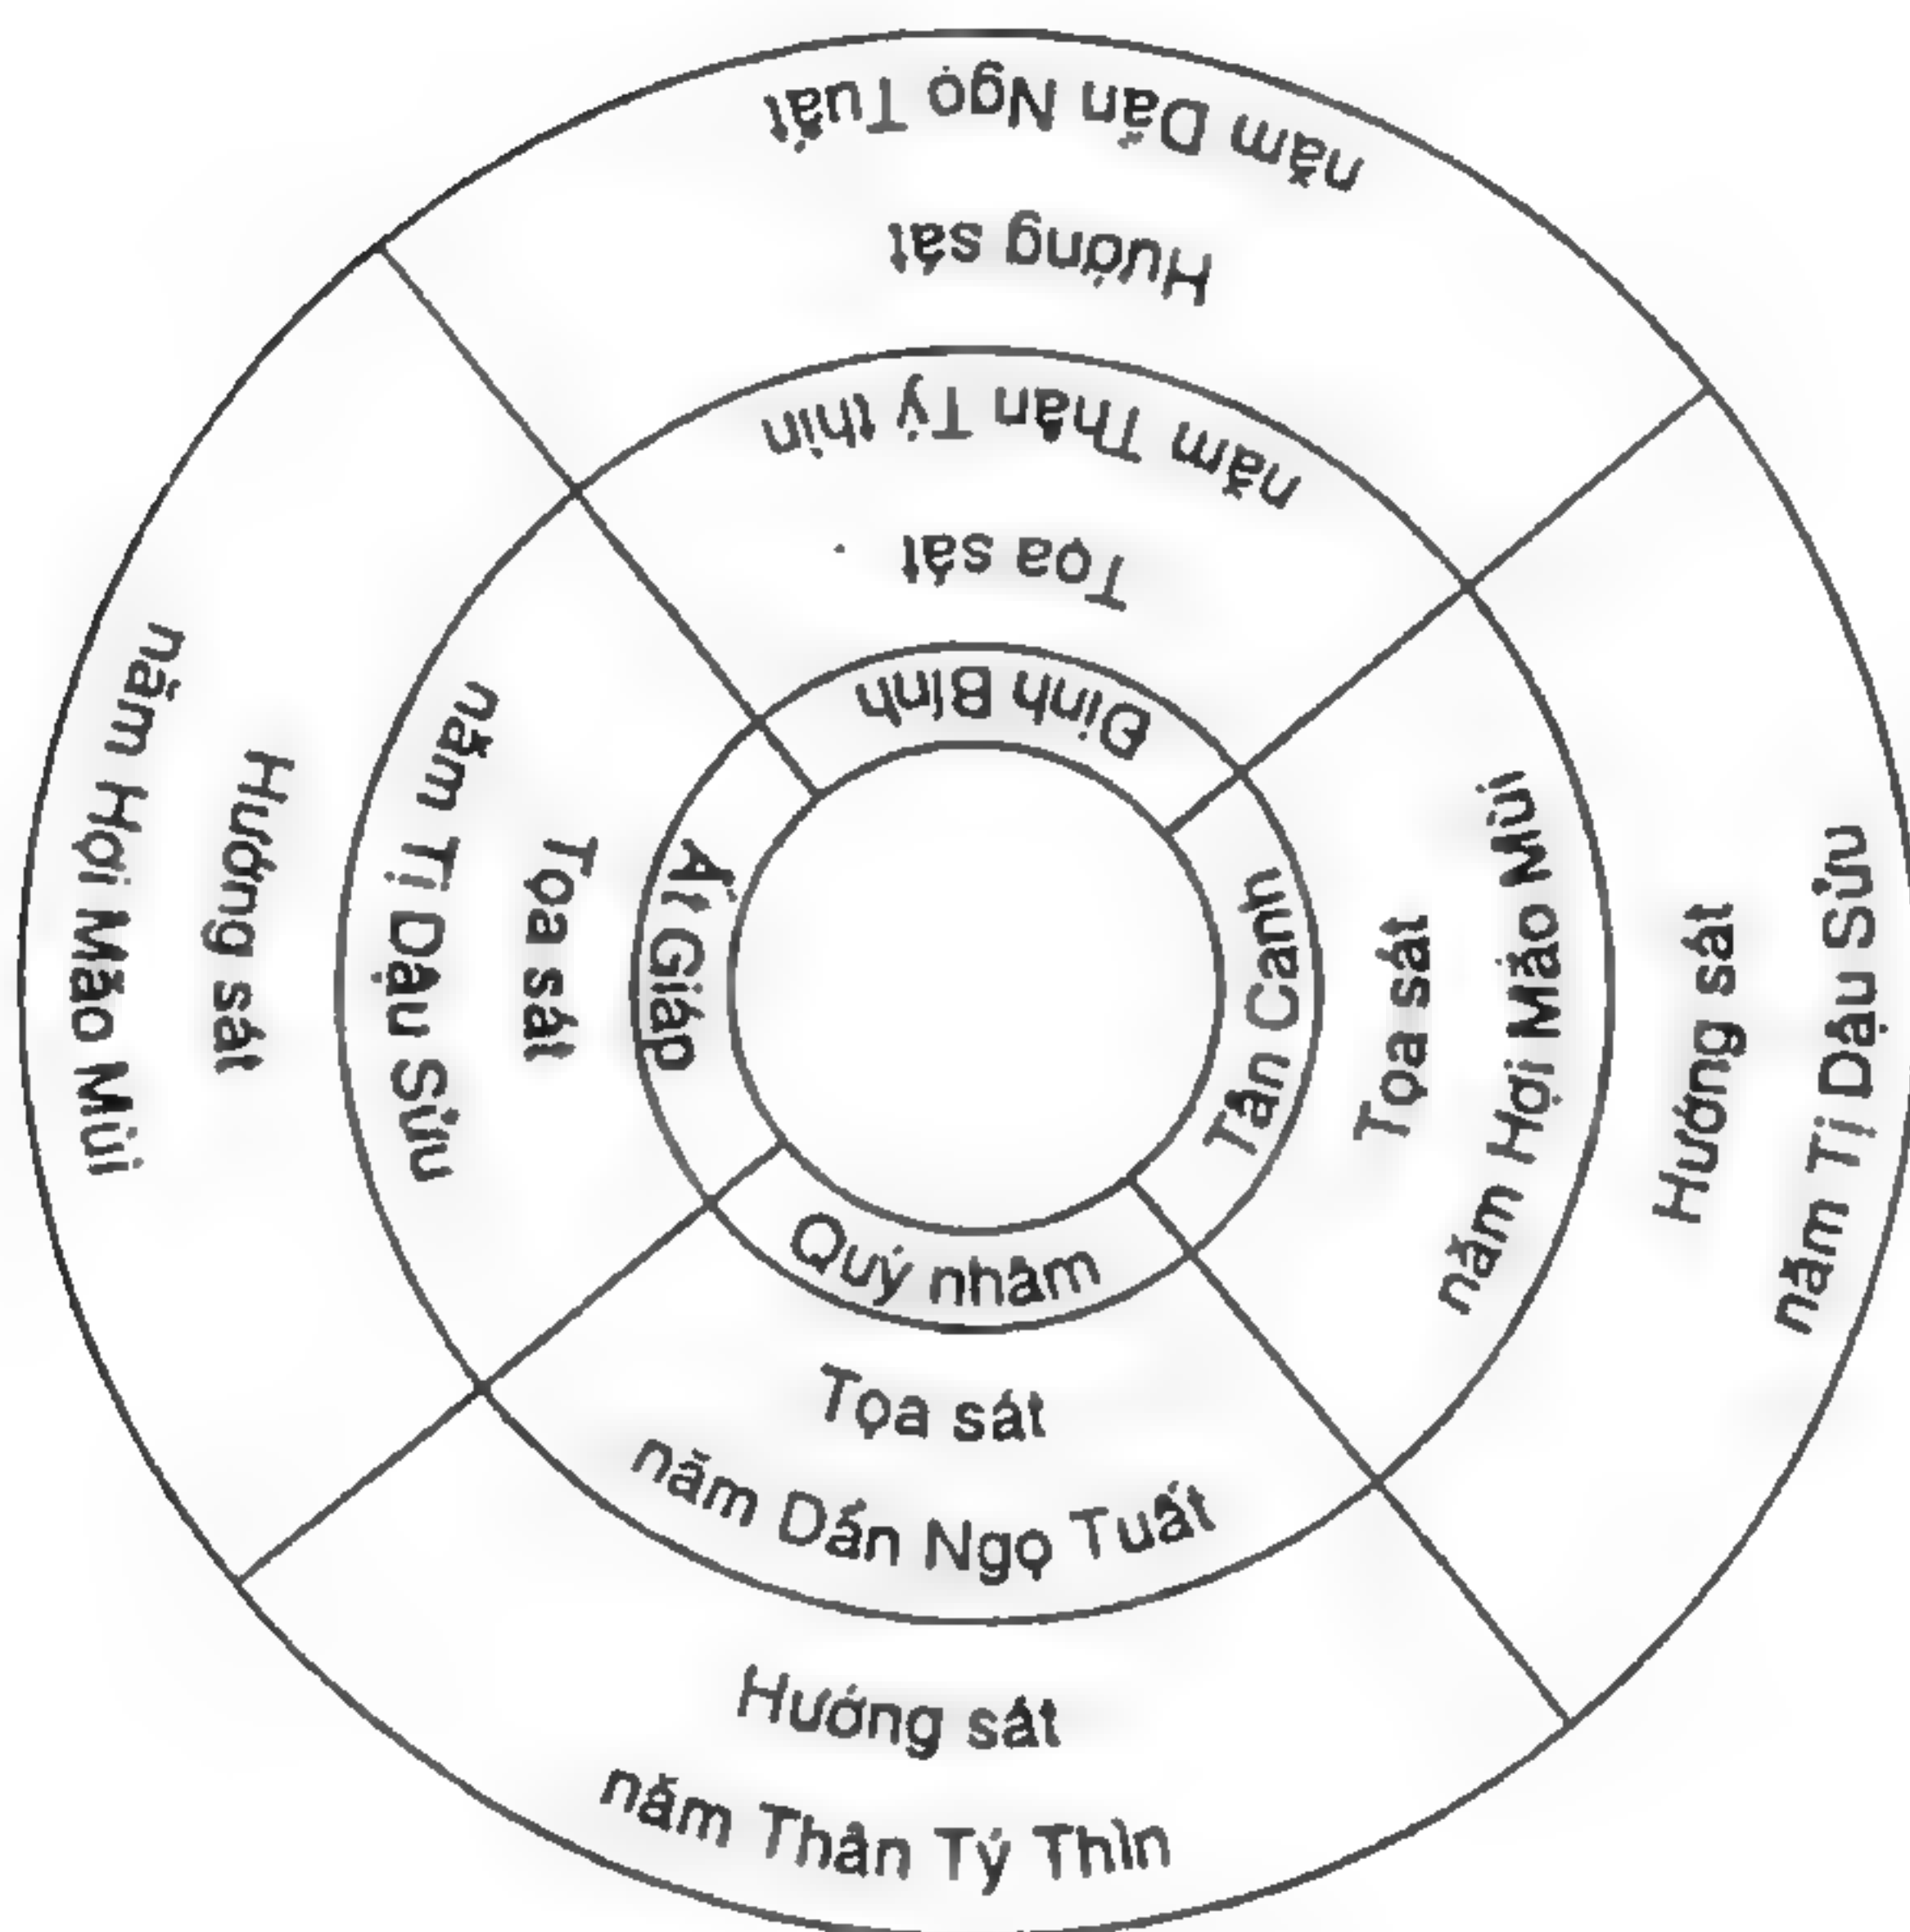 năm Dần Ngọ Tuất
Hướng sát
năm Thân Tý thìn
Tọa sát
Đinh Bính
năm Hợi Mão Mùi
Hướng sát
năm Tị Dậu Sửu
Tọa sát
Ất Giáp
Tân Canh
Tọa sát
năm Hợi Mão Mùi
Hướng sát
năm Tị Dậu Sửu
Quý nhâm
Tọa sát
năm Dần Ngọ Tuất
Hướng sát
năm Thân Tý Thìn